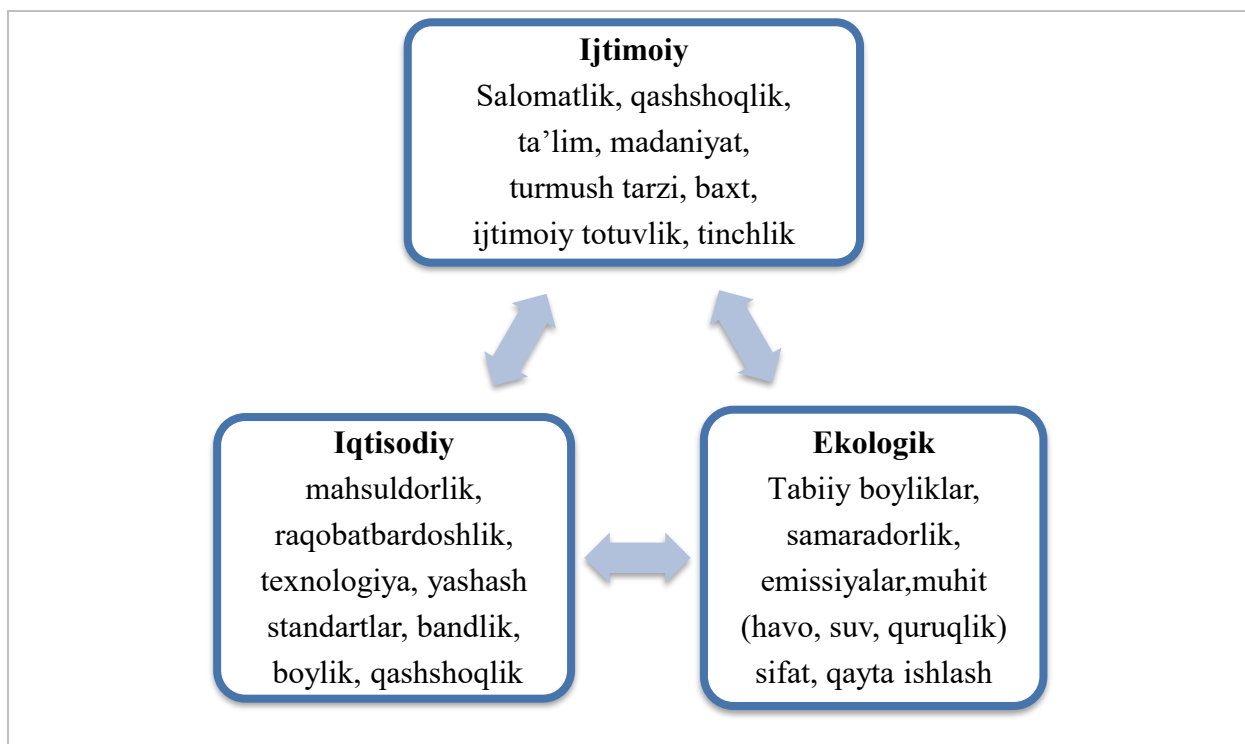 Ijtimoiy
Salomatlik, qashshoqlik,
ta’lim, madaniyat,
turmush tarzi, baxt,
ijtimoiy totuvlik, tinchlik
Iqtisodiy
mahsuldorlik,
raqobatbardoshlik,
texnologiya, yashash
standartlar, bandlik,
boylik, qashshoqlik
Ekologik
Tabiiy boyliklar,
samaradorlik,
emissiyalar,muhit
(havo, suv, quruqlik)
sifat, qayta ishlash